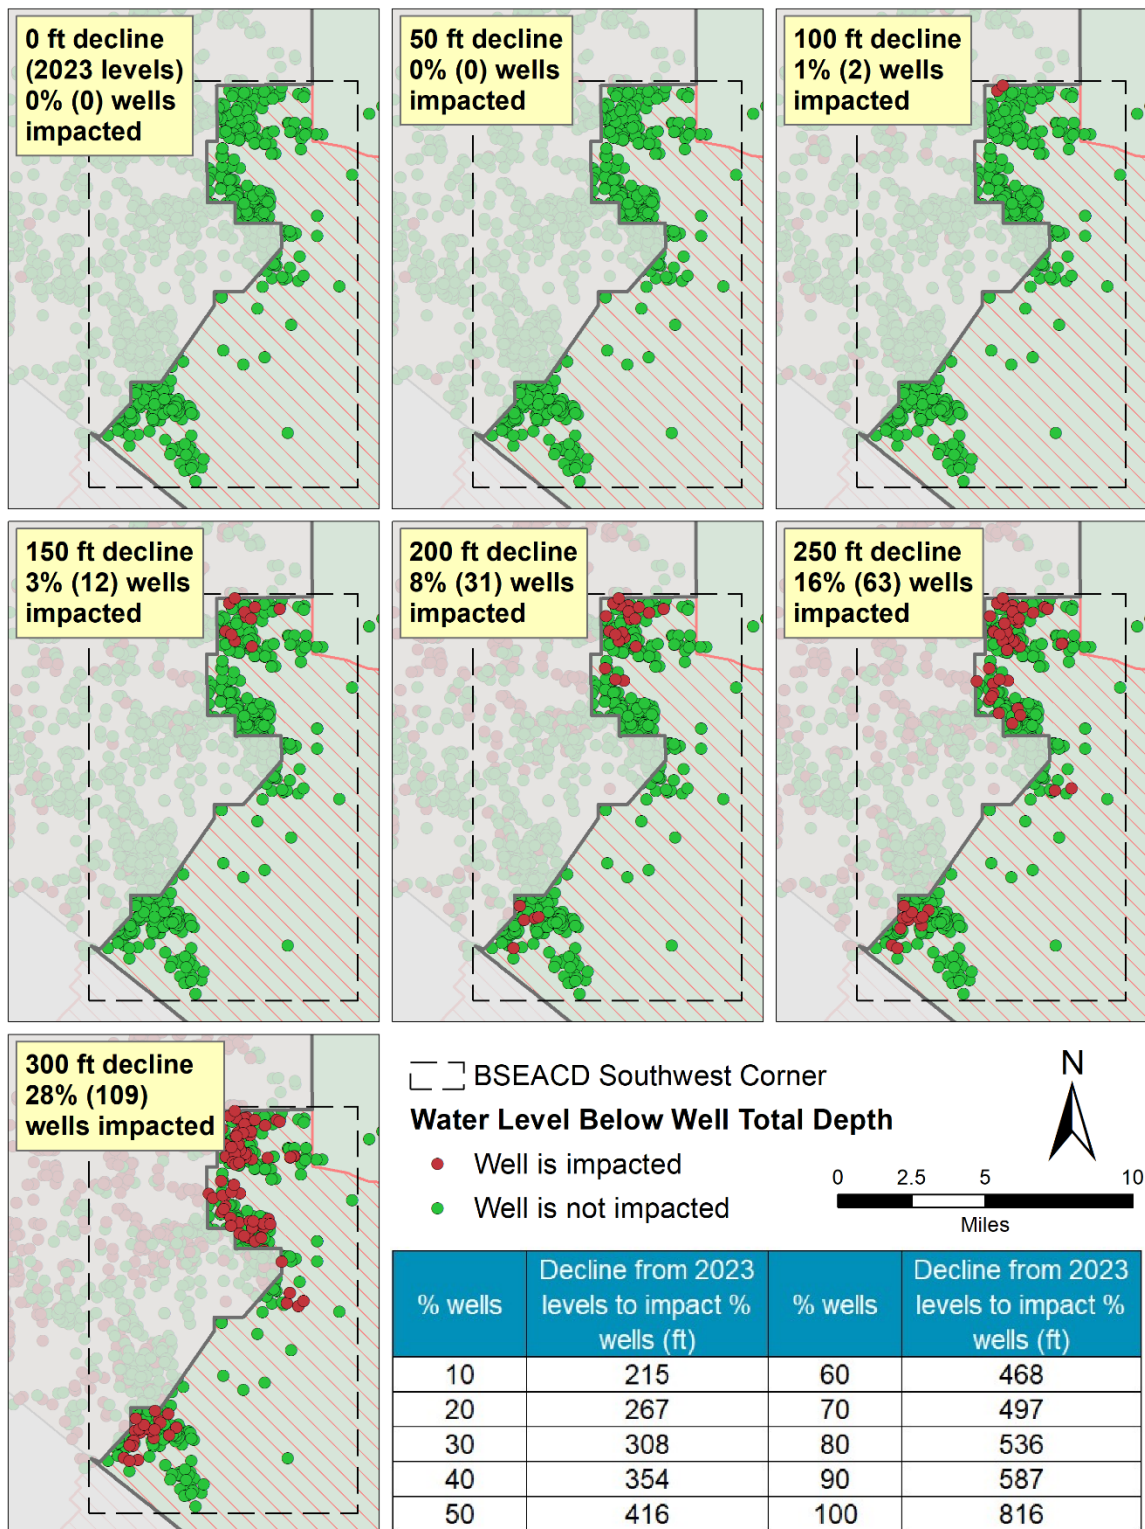 0 ft decline
(2023 levels)
0% (0) wells
impacted
50 ft decline
0% (0) wells
impacted
100 ft decline
1% (2) wells
impacted
150 ft decline
3% (12) wells
impacted
200 ft decline
8% (31) wells
impacted
250 ft decline
16% (63) wells
impacted
300 ft decline
28% (109)
wells impacted
BSEACD Southwest Corner
Water Level Below Well Total Depth
Well is impacted
Well is not impacted
N
0 2.5 5 10
Miles
% wells
Decline from 2023
levels to impact %
wells (ft)
% wells
Decline from 2023
levels to impact %
wells (ft)
10 215 60 468
20 267 70 497
30 308 80 536
40 354 90 587
50 416 100 816